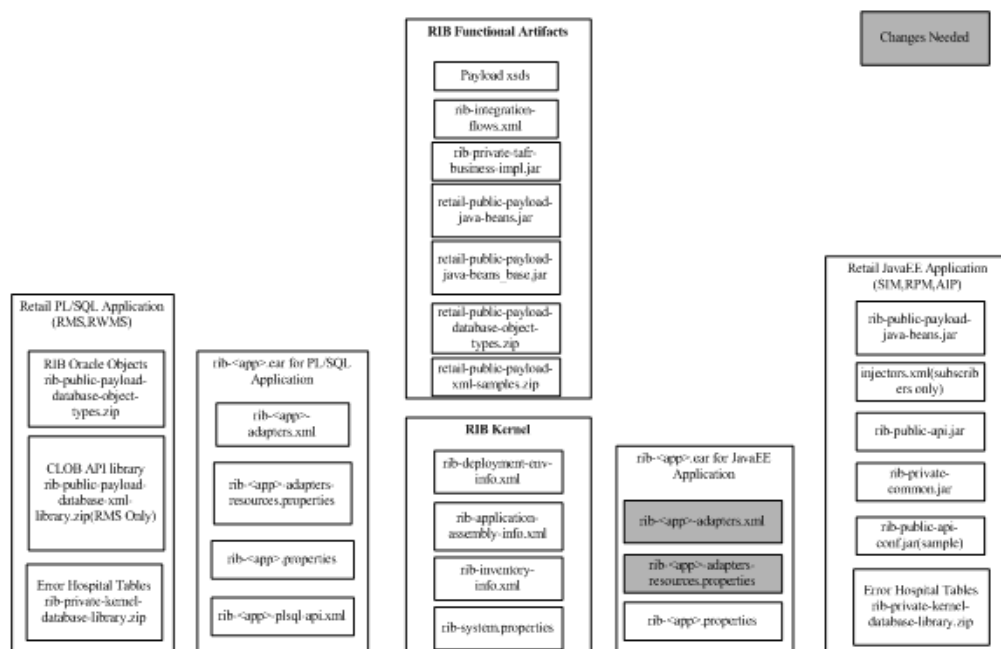 RIB Functional Artifacts
Payload xsds
rib-integration-
flows.xml
rib-private-tafr-
business-impl.jar
retail-public-payload-
java-beans.jar
retail-public-payload-
java-beans_base.jar
retail-public-payload-
database-object-
types.zip
retail-public-payload-
xml-samples.zip
Changes Needed
Retail PL/SQL Application
(RMS,RWMS)
RIB Oracle Objects
rib-public-payload-
database-object-
types.zip
CLOB API library
rib-public-payload-
database-xml-
library.zip(RMS Only)
Error Hospital Tables
rib-private-kernel-
database-library.zip
rib-<app>.ear for PL/SQL
Application
rib-<app>-
adapters.xml
rib-<app>-adapters-
resources.properties
rib-<app>.properties
rib-<app>-plsql-api.xml
RIB Kernel
rib-deployment-env-
info.xml
rib-application-
assembly-info.xml
rib-inventory-
info.xml
rib-system.properties
rib-<app>.ear for JavaEE
Application
rib-<app>-adapters.xml
rib-<app>-adapters-
resources.properties
rib-<app>.properties
Retail JavaEE Application
(SIM,RPM,AIP)
rib-public-payload-
java-beans.jar
injectors.xml(subscri
bers only)
rib-public-api.jar
rib-private-
common.jar
rib-public-api-
conf.jar(sample)
Error Hospital Tables
rib-private-kernel-
database-library.zip